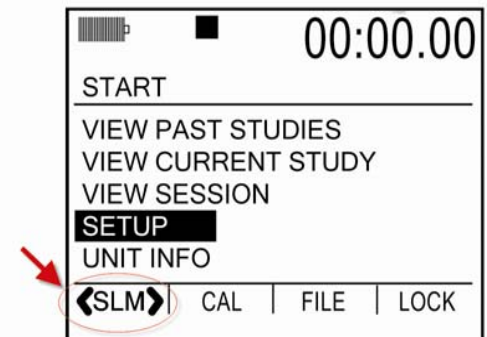 00:00.00
START
VIEW PAST STUDIES
VIEW CURRENT STUDY
VIEW SESSION
SETUP
UNIT INFO
❮SLM❯ | CAL | FILE | LOCK